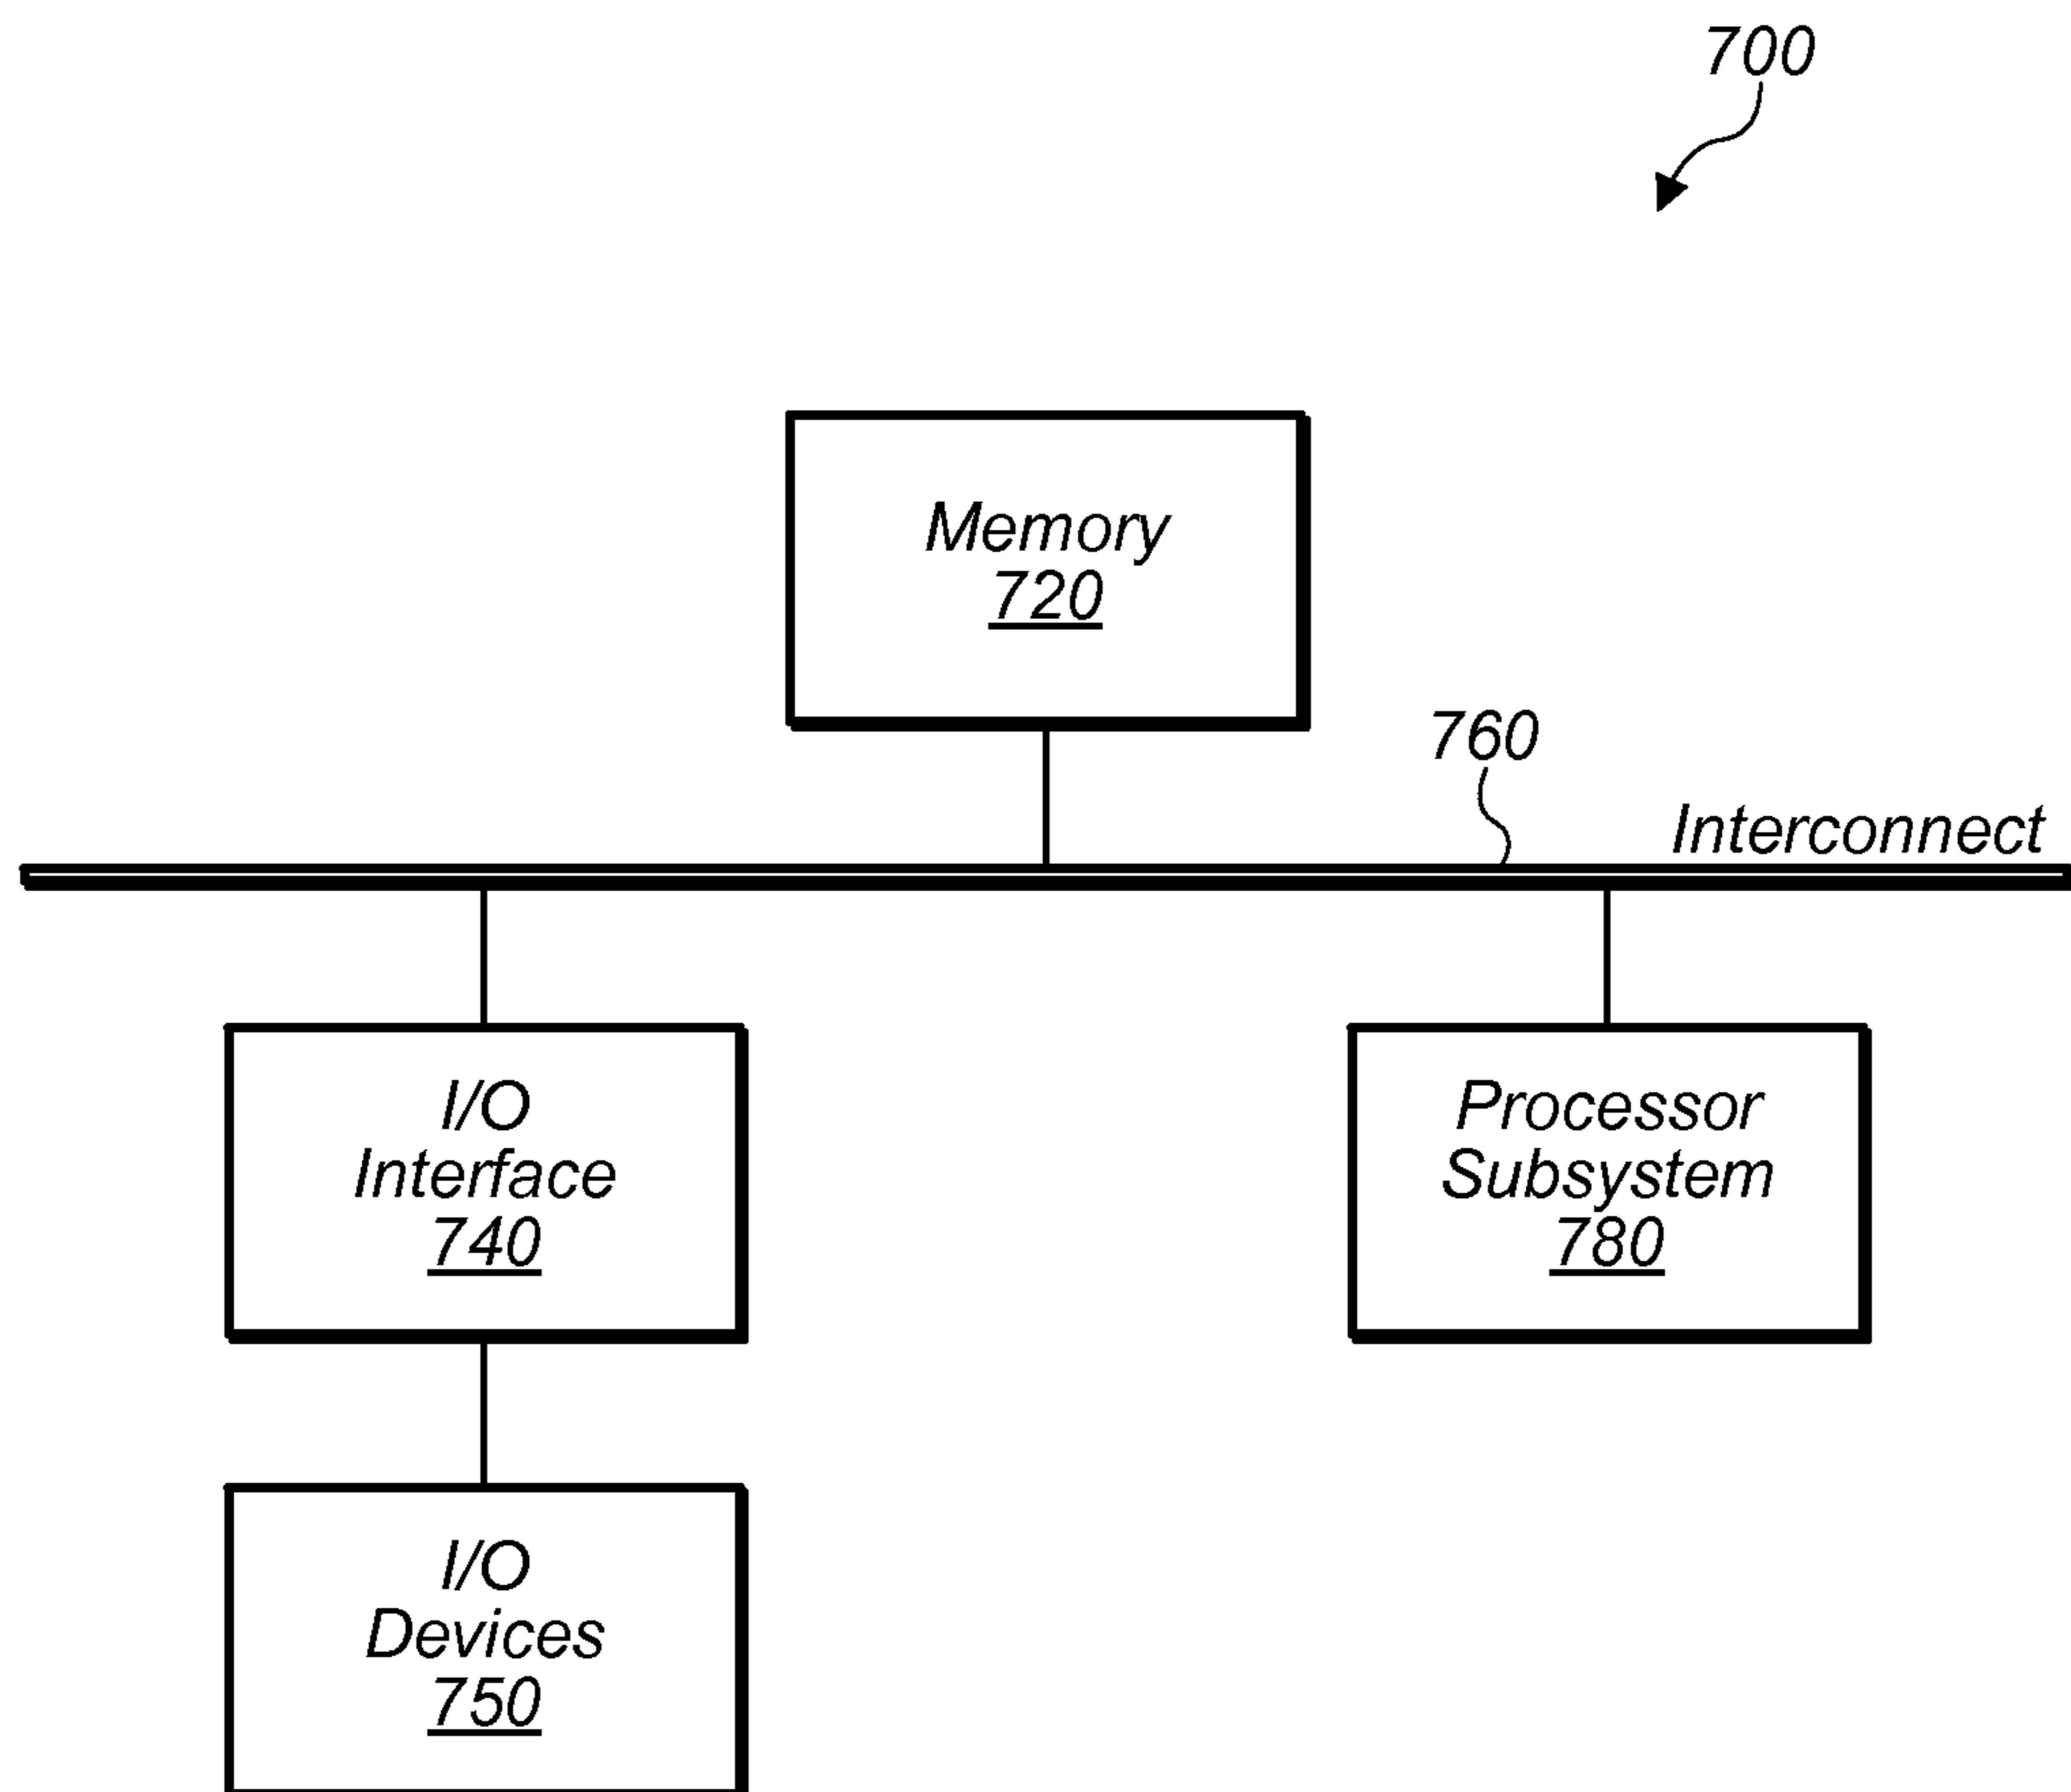 700
Memory
720
760
Interconnect
I/O
Interface
740
Processor
Subsystem
780
I/O
Devices
750